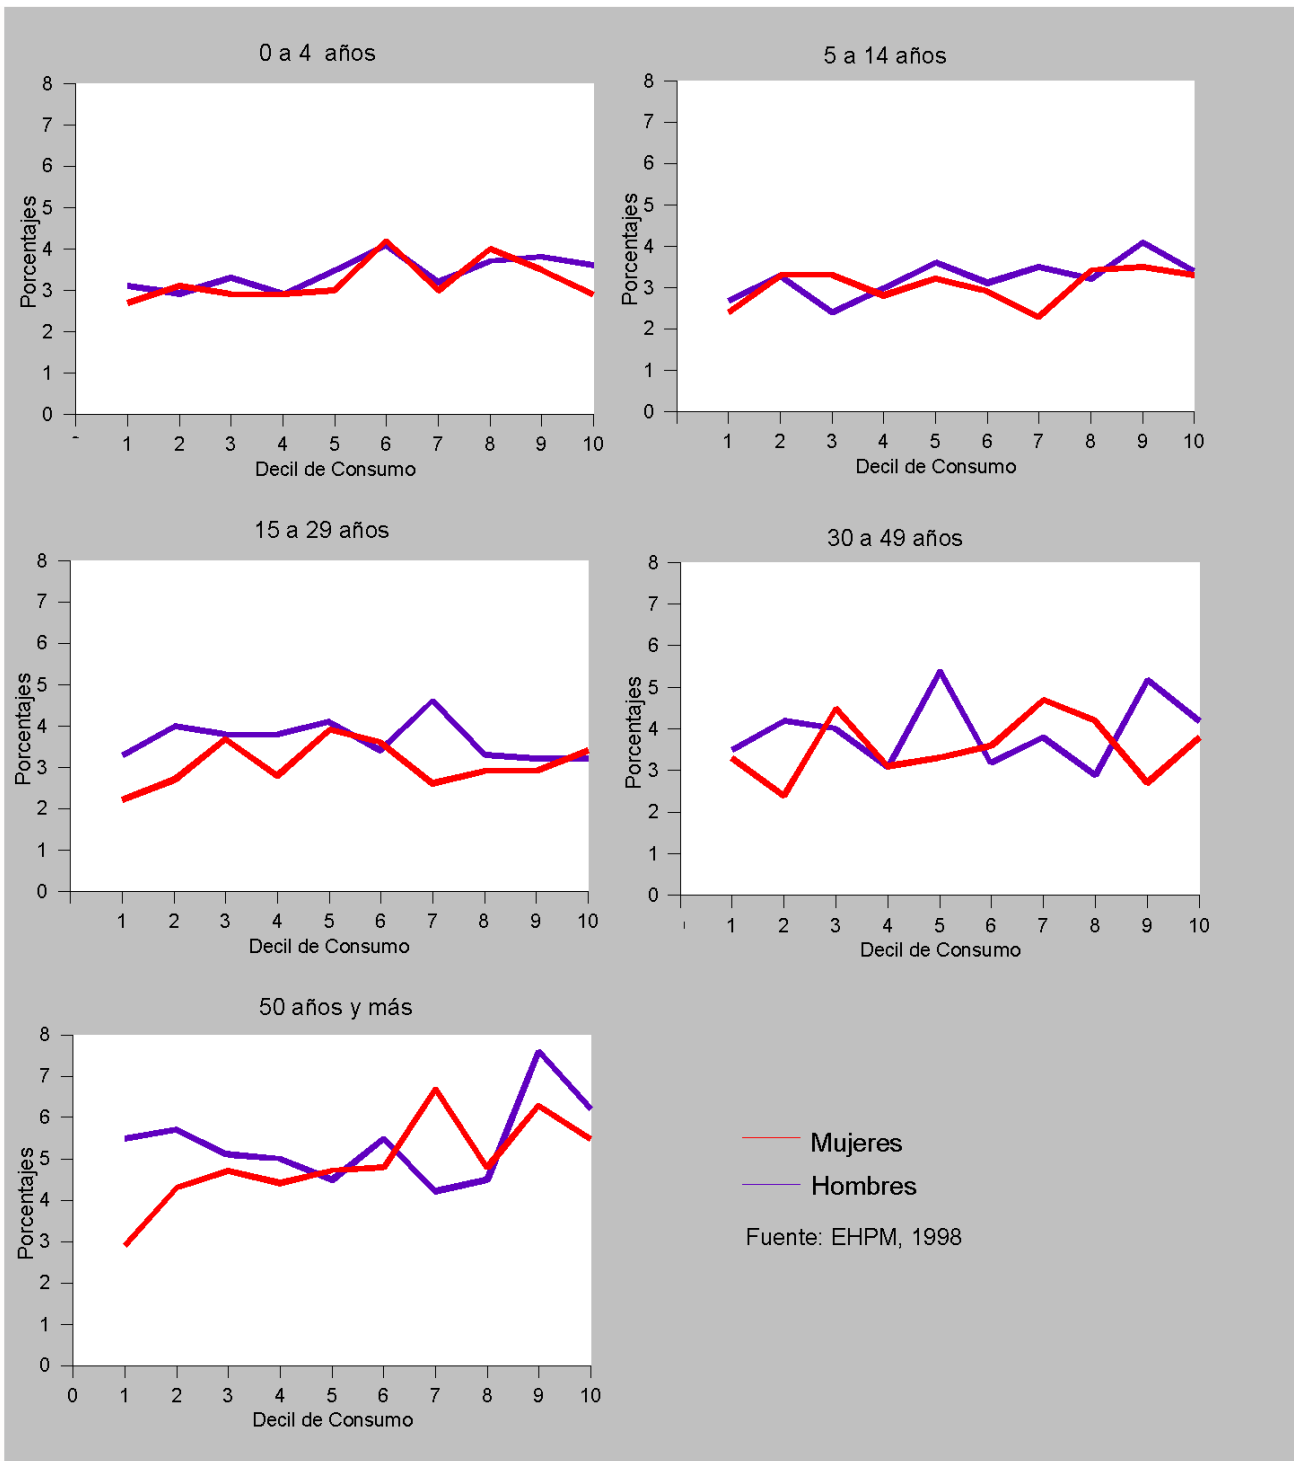 0 a 4 años
8
7
6
5
4
3
2
1
0
Porcentajes
1 2 3 4 5 6 7 8 9 10
Decil de Consumo
5 a 14 años
8
7
6
5
4
3
2
1
0
Porcentajes
1 2 3 4 5 6 7 8 9 10
Decil de Consumo
15 a 29 años
8
7
6
5
4
3
2
1
0
Porcentajes
1 2 3 4 5 6 7 8 9 10
Decil de Consumo
30 a 49 años
8
7
6
5
4
3
2
1
0
Porcentajes
1 2 3 4 5 6 7 8 9 10
Decil de Consumo
50 años y más
8
7
6
5
4
3
2
1
0
Porcentajes
0 1 2 3 4 5 6 7 8 9 10
Decil de Consumo
Mujeres
Hombres
Fuente: EHPM, 1998